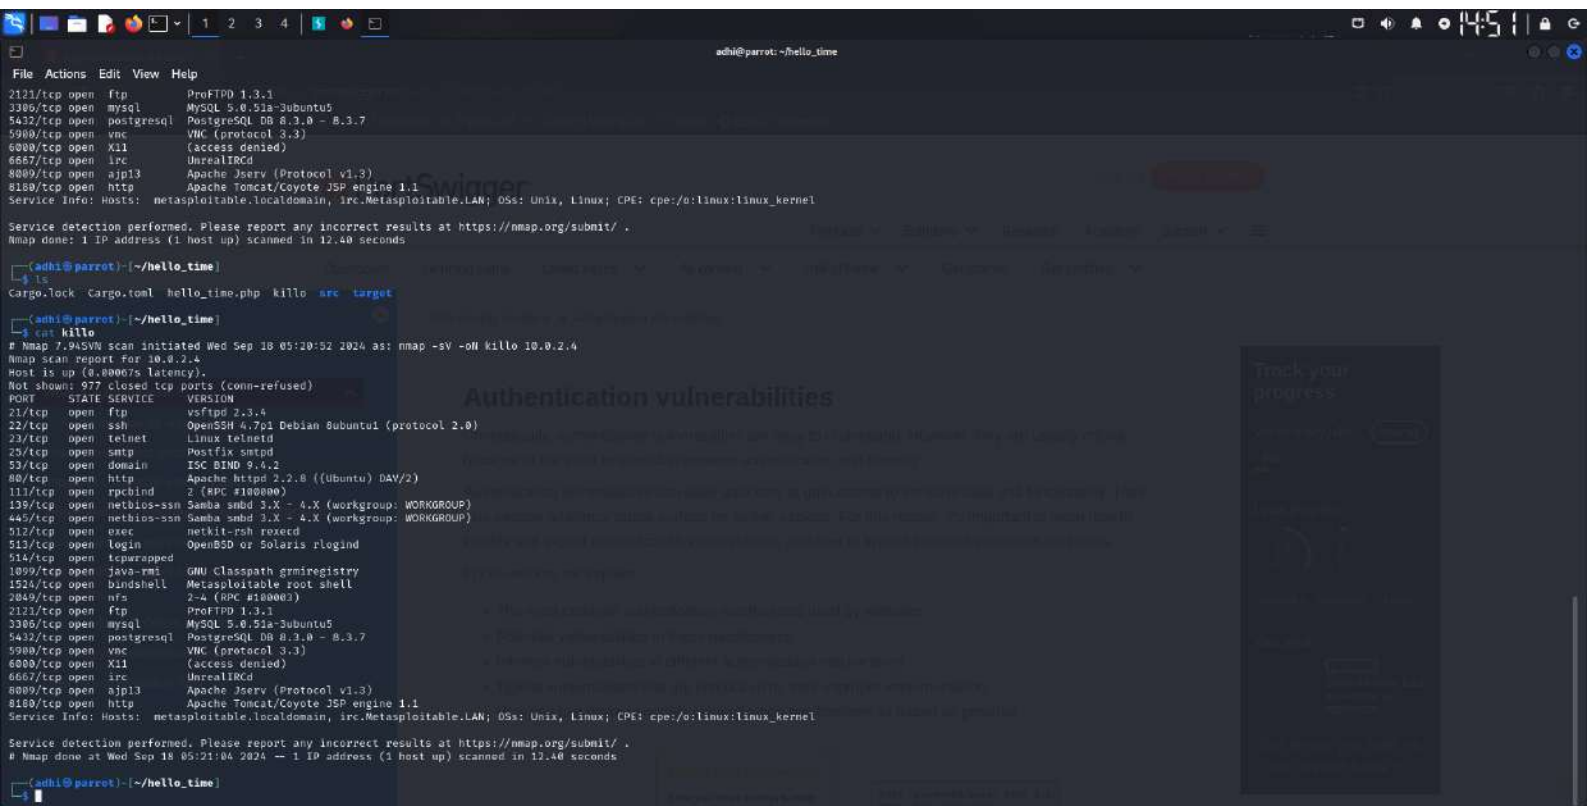 1 2 3 4
14:51
adhi@parrot: ~/hello_time
File Actions Edit View Help
2121/tcp open ftp ProFTPD 1.3.1
3306/tcp open mysql MySQL 5.0.51a-3ubuntu5
5432/tcp open postgresql PostgreSQL DB 8.3.0 - 8.3.7
5900/tcp open vnc VNC (protocol 3.3)
6000/tcp open X11 (access denied)
6667/tcp open irc UnrealIRCd
8009/tcp open ajp13 Apache Jserv (Protocol v1.3)
8180/tcp open http Apache Tomcat/Coyote JSP engine 1.1
Service Info: Hosts: metasploitable.localdomain, irc.Metasploitable.LAN; OSs: Unix, Linux; CPE: cpe:/o:linux:linux_kernel
Service detection performed. Please report any incorrect results at https://nmap.org/submit/ .
Nmap done: 1 IP address (1 host up) scanned in 12.40 seconds
┌──(adhi㉿parrot)-[~/hello_time]
└─$ ls
Cargo.lock Cargo.toml hello_time.php killo src target
┌──(adhi㉿parrot)-[~/hello_time]
└─$ cat killo
# Nmap 7.94SVN scan initiated Wed Sep 18 05:20:52 2024 as: nmap -sV -oN killo 10.0.2.4
Nmap scan report for 10.0.2.4
Host is up (0.00067s latency).
Not shown: 977 closed tcp ports (conn-refused)
PORT STATE SERVICE VERSION
21/tcp open ftp vsftpd 2.3.4
22/tcp open ssh OpenSSH 4.7p1 Debian 8ubuntu1 (protocol 2.0)
23/tcp open telnet Linux telnetd
25/tcp open smtp Postfix smtpd
53/tcp open domain ISC BIND 9.4.2
80/tcp open http Apache httpd 2.2.8 ((Ubuntu) DAV/2)
111/tcp open rpcbind 2 (RPC #100000)
139/tcp open netbios-ssn Samba smbd 3.X - 4.X (workgroup: WORKGROUP)
445/tcp open netbios-ssn Samba smbd 3.X - 4.X (workgroup: WORKGROUP)
512/tcp open exec netkit-rsh rexecd
513/tcp open login OpenBSD or Solaris rlogind
514/tcp open tcpwrapped
1099/tcp open java-rmi GNU Classpath grmiregistry
1524/tcp open bindshell Metasploitable root shell
2049/tcp open nfs 2-4 (RPC #100003)
2121/tcp open ftp ProFTPD 1.3.1
3306/tcp open mysql MySQL 5.0.51a-3ubuntu5
5432/tcp open postgresql PostgreSQL DB 8.3.0 - 8.3.7
5900/tcp open vnc VNC (protocol 3.3)
6000/tcp open X11 (access denied)
6667/tcp open irc UnrealIRCd
8009/tcp open ajp13 Apache Jserv (Protocol v1.3)
8180/tcp open http Apache Tomcat/Coyote JSP engine 1.1
Service Info: Hosts: metasploitable.localdomain, irc.Metasploitable.LAN; OSs: Unix, Linux; CPE: cpe:/o:linux:linux_kernel
Service detection performed. Please report any incorrect results at https://nmap.org/submit/ .
# Nmap done at Wed Sep 18 05:21:04 2024 -- 1 IP address (1 host up) scanned in 12.40 seconds
┌──(adhi㉿parrot)-[~/hello_time]
└─$
Swigger
Authentication vulnerabilities
Track your
progress